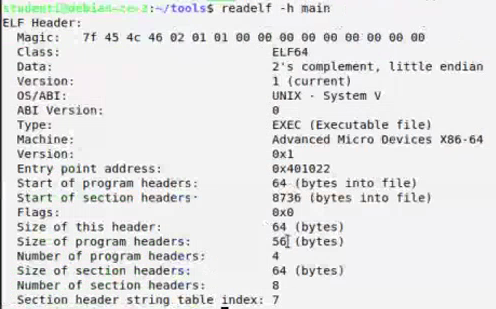 student@debian-ce-2:~/tools$ readelf -h main
ELF Header:
Magic: 7f 45 4c 46 02 01 01 00 00 00 00 00 00 00 00 00
Class: ELF64
Data: 2's complement, little endian
Version: 1 (current)
OS/ABI: UNIX - System V
ABI Version: 0
Type: EXEC (Executable file)
Machine: Advanced Micro Devices X86-64
Version: 0x1
Entry point address: 0x401022
Start of program headers: 64 (bytes into file)
Start of section headers: 8736 (bytes into file)
Flags: 0x0
Size of this header: 64 (bytes)
Size of program headers: 56 (bytes)
Number of program headers: 4
Size of section headers: 64 (bytes)
Number of section headers: 8
Section header string table index: 7